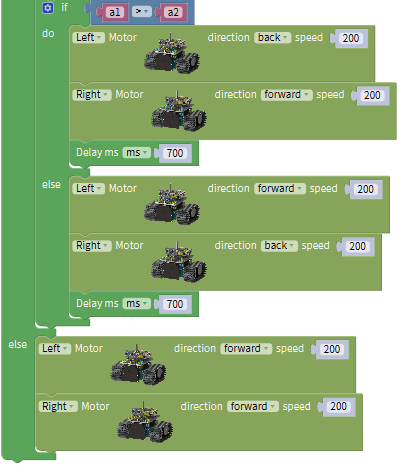 if a1 > a2
do Left Motor direction back speed 200
Right Motor direction forward speed 200
Delay ms ms 700
else Left Motor direction forward speed 200
Right Motor direction back speed 200
Delay ms ms 700
else Left Motor direction forward speed 200
Right Motor direction forward speed 200